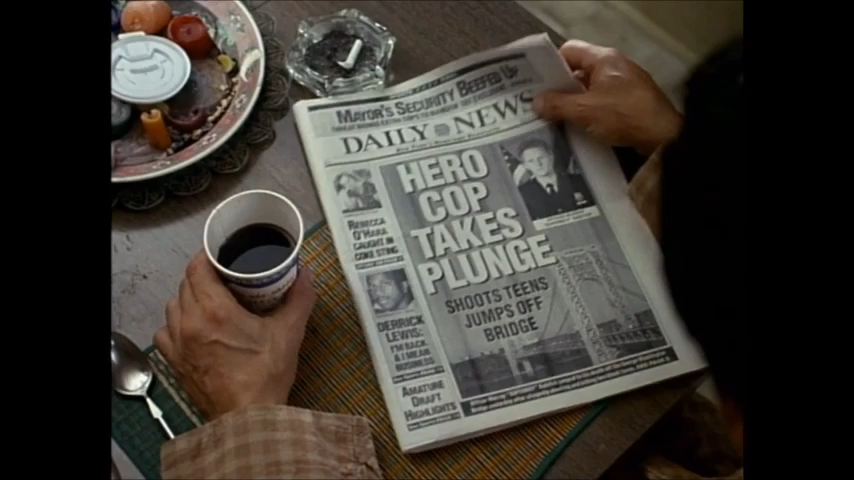 MAYOR'S SECURITY BEEFED UP
DAILY NEWS
HERO
COP
TAKES
PLUNGE
SHOOTS TEENS
JUMPS OFF
BRIDGE
REBECCA
O'HARA
CAUGHT IN
COKE STING
DERRICK
LEWIS:
I'M BACK
& I MEAN
BUSINESS
AMATURE
DRAFT
HIGHLIGHTS